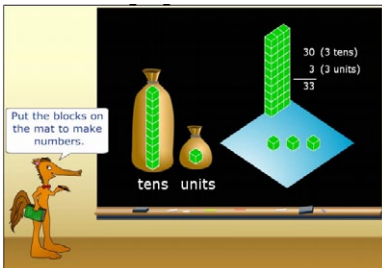 Put the blocks on
the mat to make
numbers.
tens units
30 (3 tens)
3 (3 units)
33